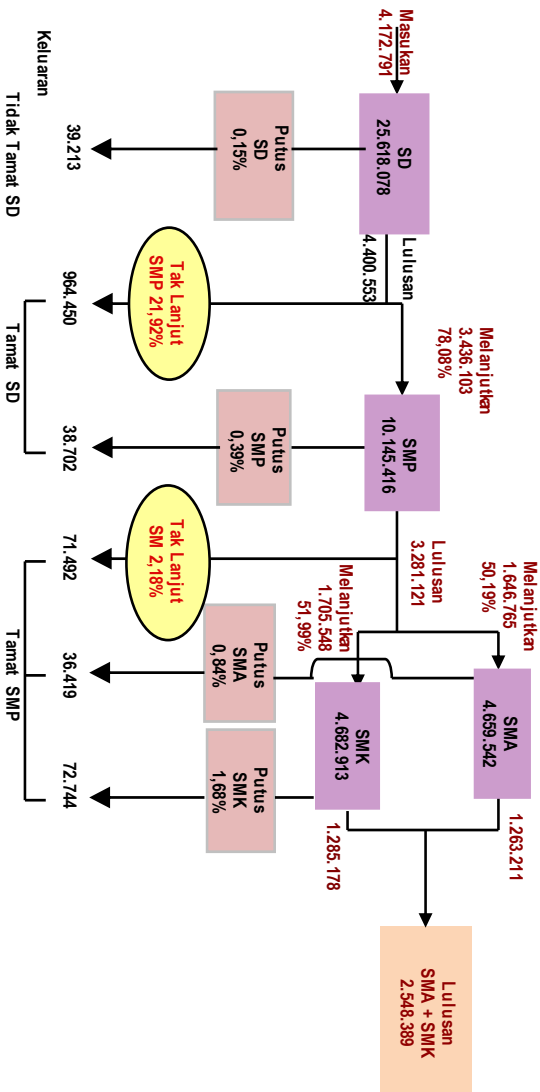 Masukan
4.172.791
SD
25.618.078
Lulusan
4.400.553
Melanjutkan
3.436.103
78,08%
SMP
10.145.416
Lulusan
3.281.121
Melanjutkan
1.646.765
50,19%
SMA
4.659.542
1.263.211
Melanjutkan
1.705.548
51,99%
SMK
4.682.913
1.285.178
Lulusan
SMA + SMK
2.548.389
Putus
SD
0,15%
Tak Lanjut
SMP 21,92%
Putus
SMP
0,39%
Tak Lanjut
SM 2,18%
Putus
SMA
0,84%
Putus
SMK
1,68%
Keluaran
39.213
964.450
38.702
71.492
36.419
72.744
Tidak Tamat SD
Tamat SD
Tamat SMP